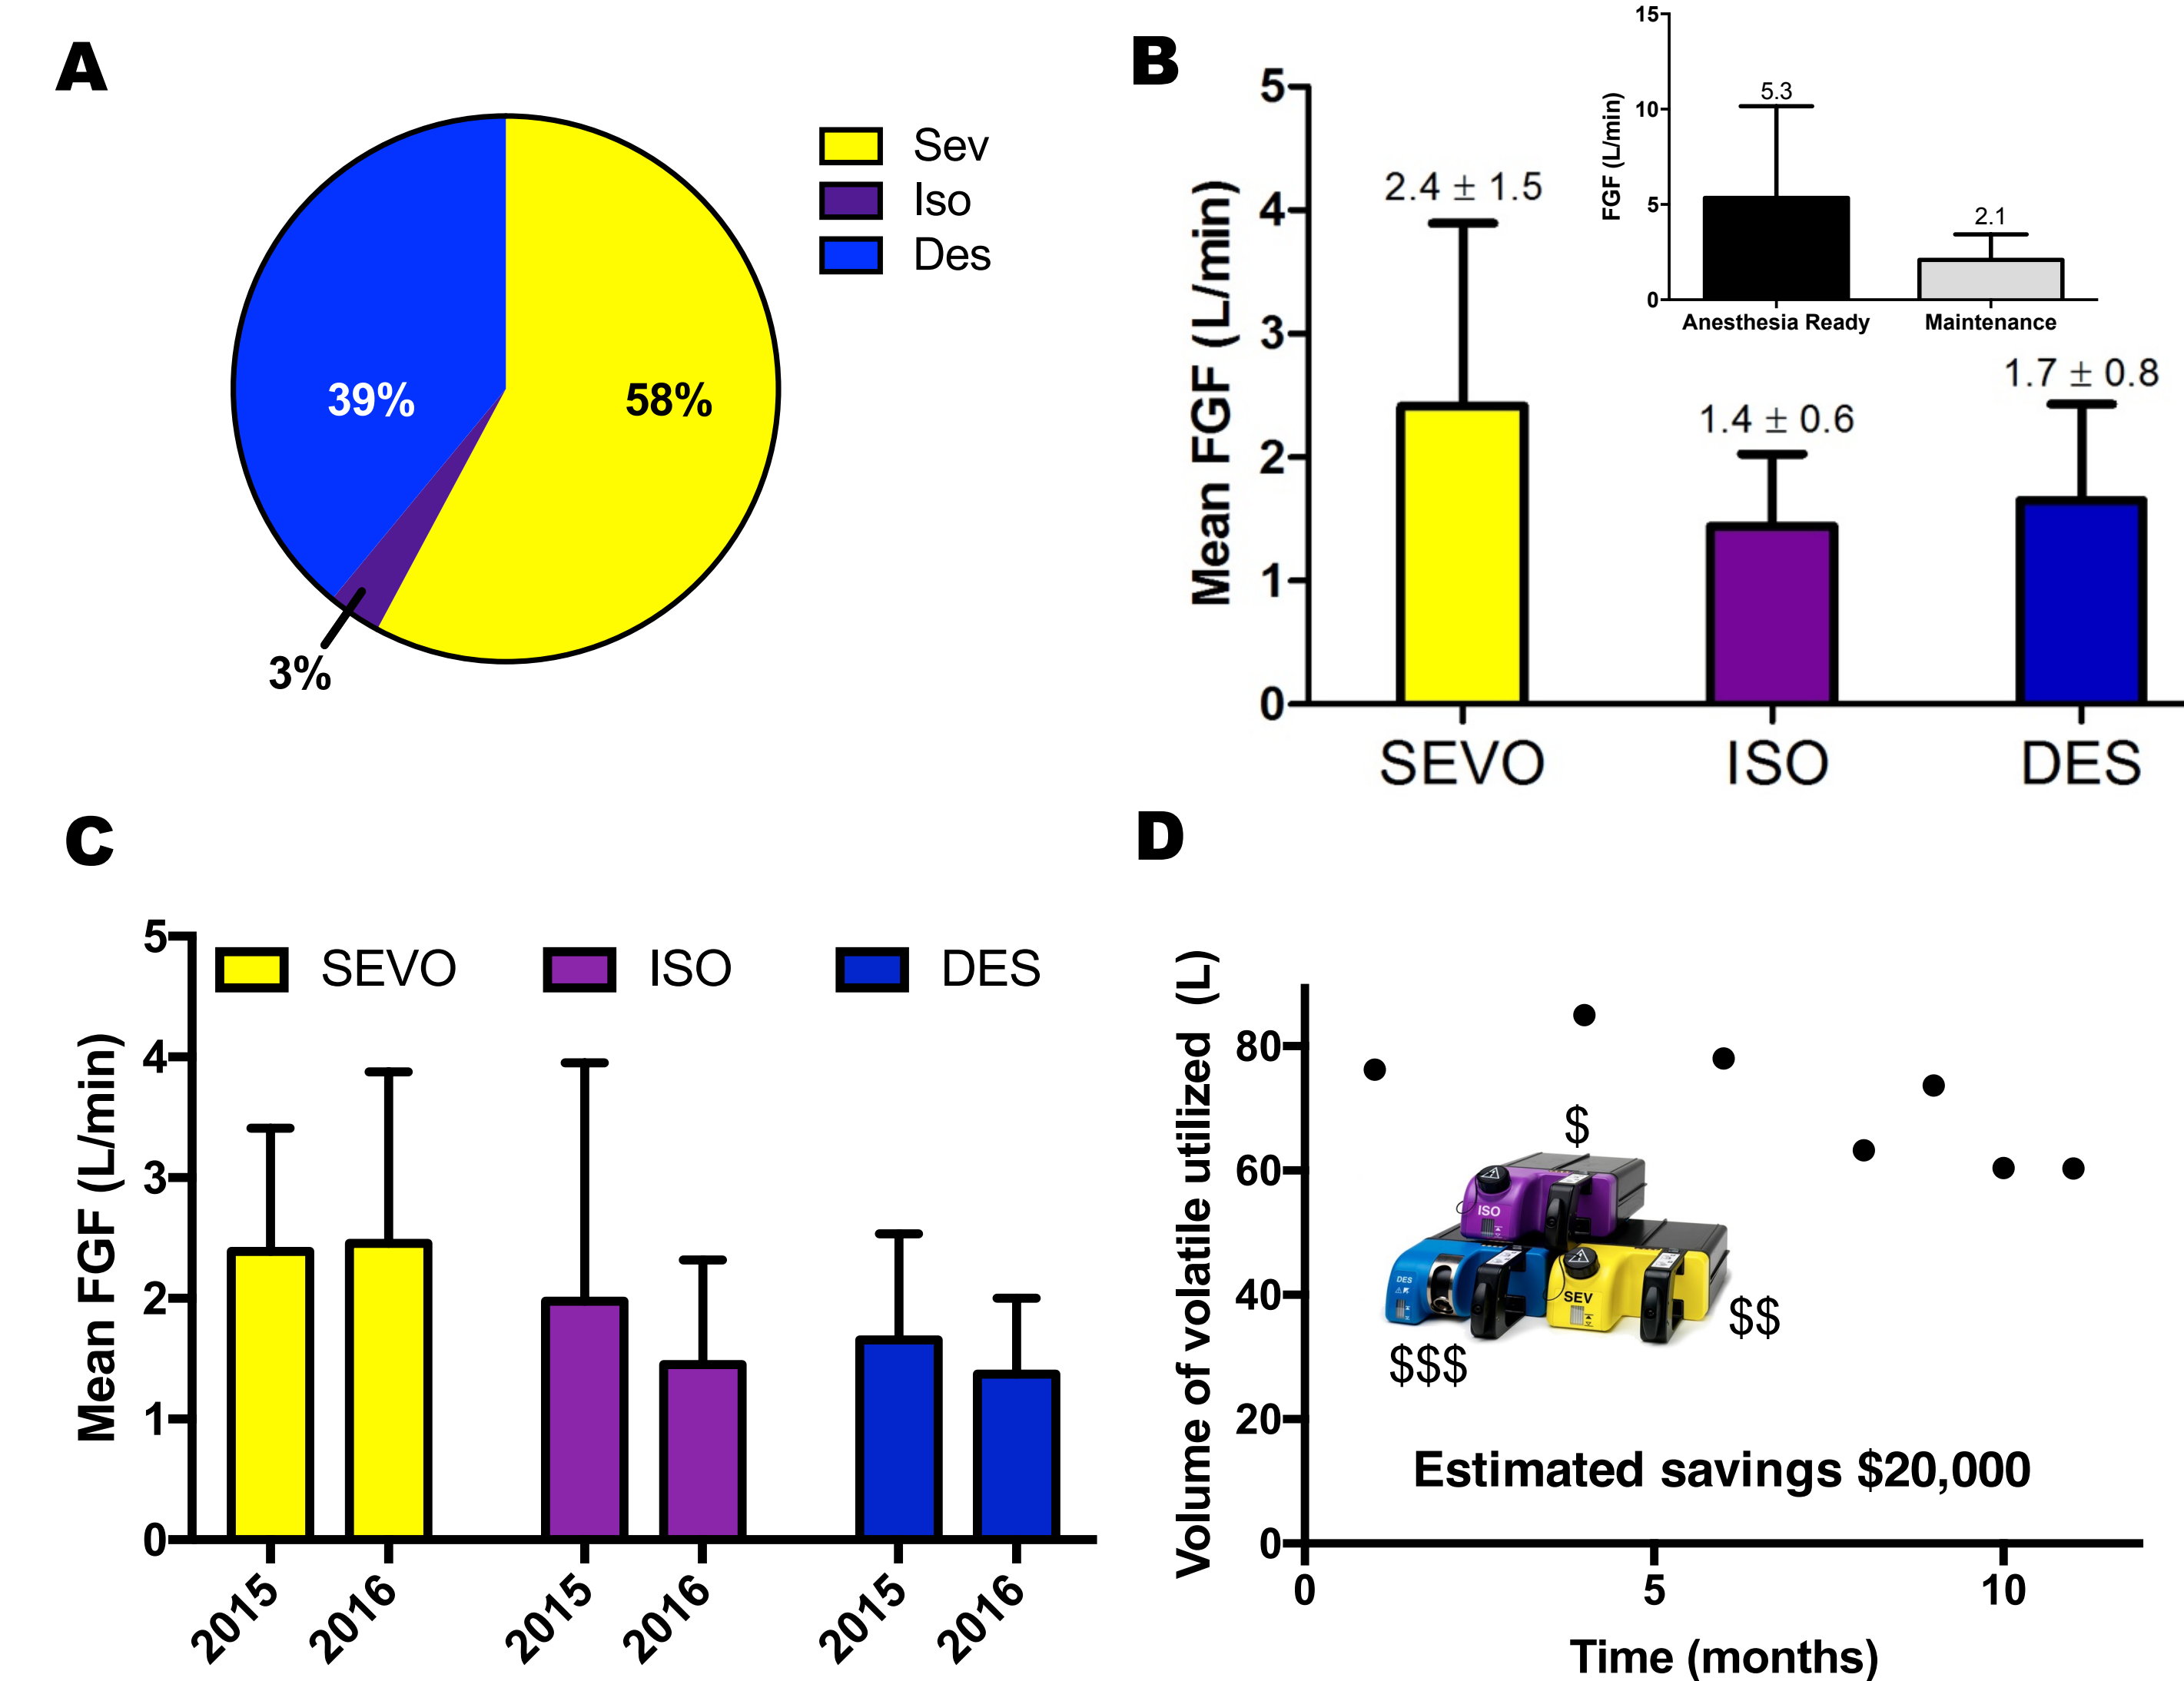 A
Sev
Iso
Des
39%
58%
3%
B
Mean FGF (L/min)
5
4
3
2
1
0
2.4 ± 1.5
1.4 ± 0.6
1.7 ± 0.8
SEVO
ISO
DES
FGF (L/min)
15
10
5
0
5.3
2.1
Anesthesia Ready
Maintenance
C
Mean FGF (L/min)
5
4
3
2
1
0
SEVO
ISO
DES
2015
2016
2015
2016
2015
2016
D
Volume of volatile utilized (L)
80
60
40
20
0
$
ISO
DES
SEV
$$
$$$
Estimated savings $20,000
0
5
10
Time (months)